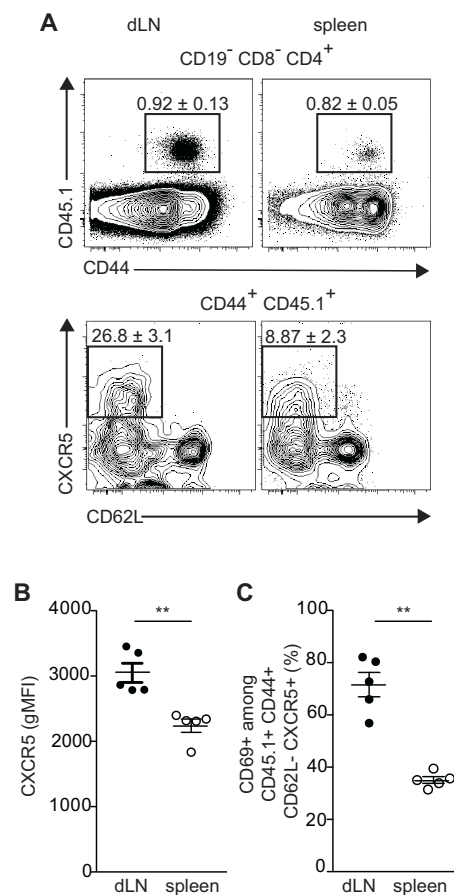 A
dLN spleen
CD19- CD8- CD4+
0.92 ± 0.13 0.82 ± 0.05
CD45.1
CD44
CD44+ CD45.1+
26.8 ± 3.1 8.87 ± 2.3
CXCR5
CD62L
B
CXCR5 (gMFI)
4000
3000
2000
1000
0
**
dLN spleen
C
CD69+ among
CD45.1+ CD44+
CD62L- CXCR5+ (%)
100
80
60
40
20
0
**
dLN spleen